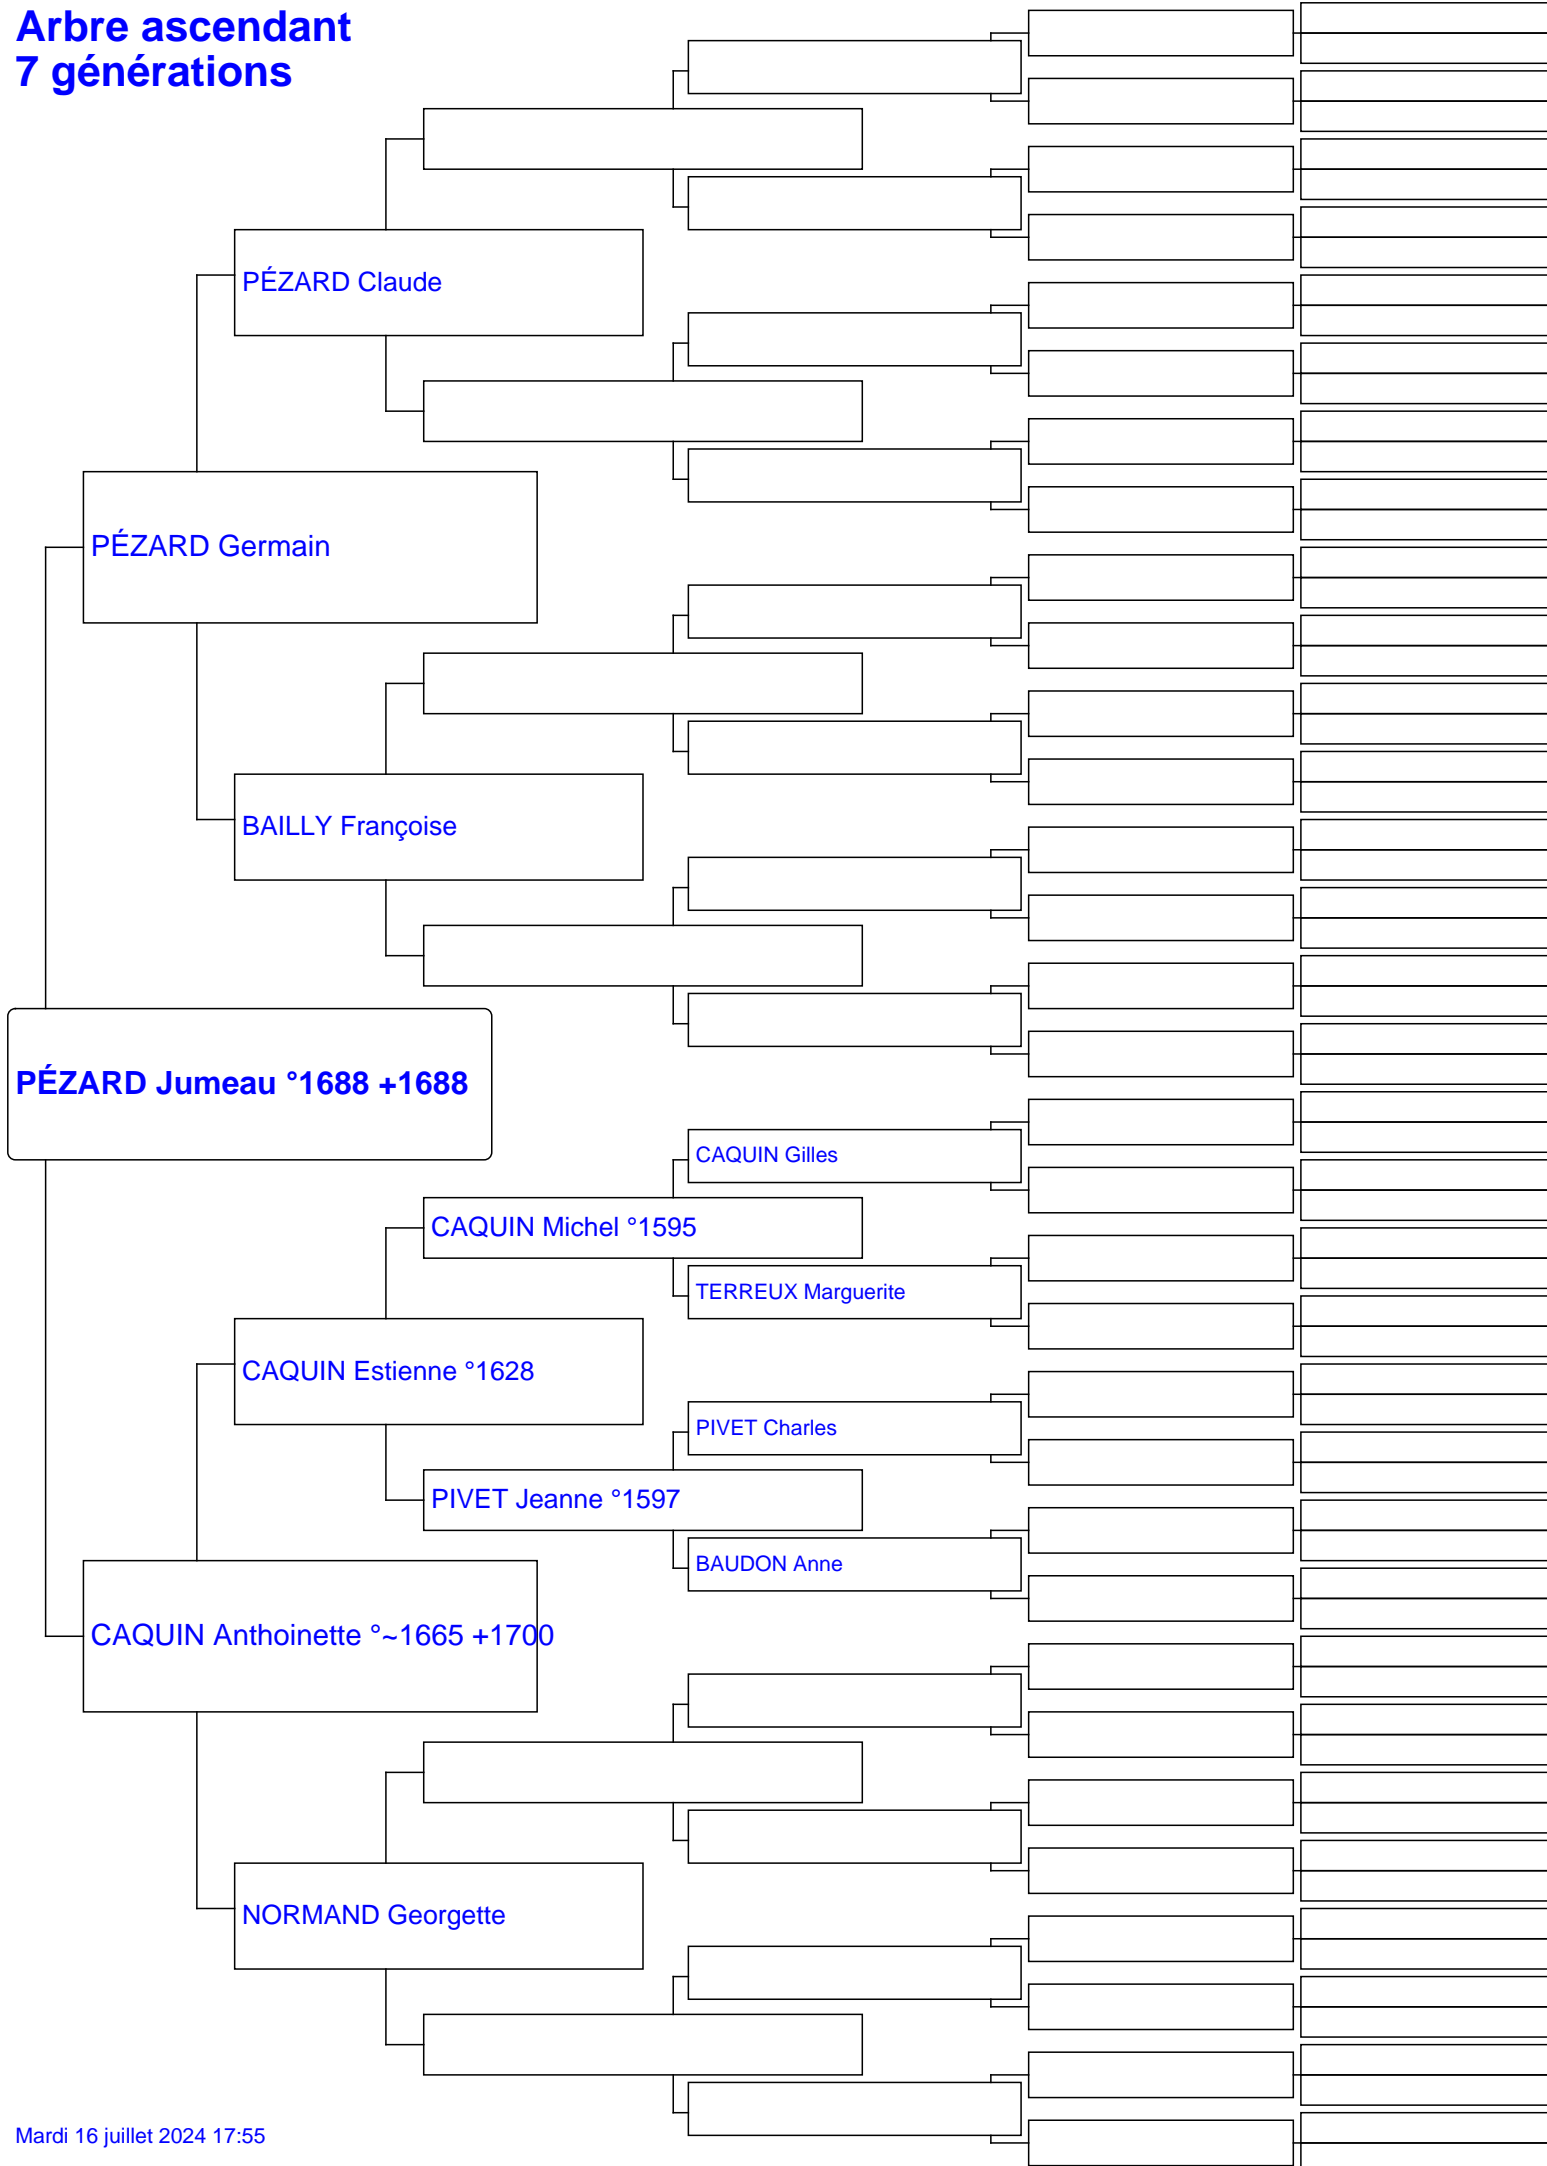 Arbre ascendant
7 générations
PÉZARD Claude
PÉZARD Germain
BAILLY Françoise
PÉZARD Jumeau °1688 +1688
CAQUIN Gilles
CAQUIN Michel °1595
TERREUX Marguerite
CAQUIN Estienne °1628
PIVET Charles
PIVET Jeanne °1597
BAUDON Anne
CAQUIN Anthoinette °~1665 +1700
NORMAND Georgette
Mardi 16 juillet 2024 17:55